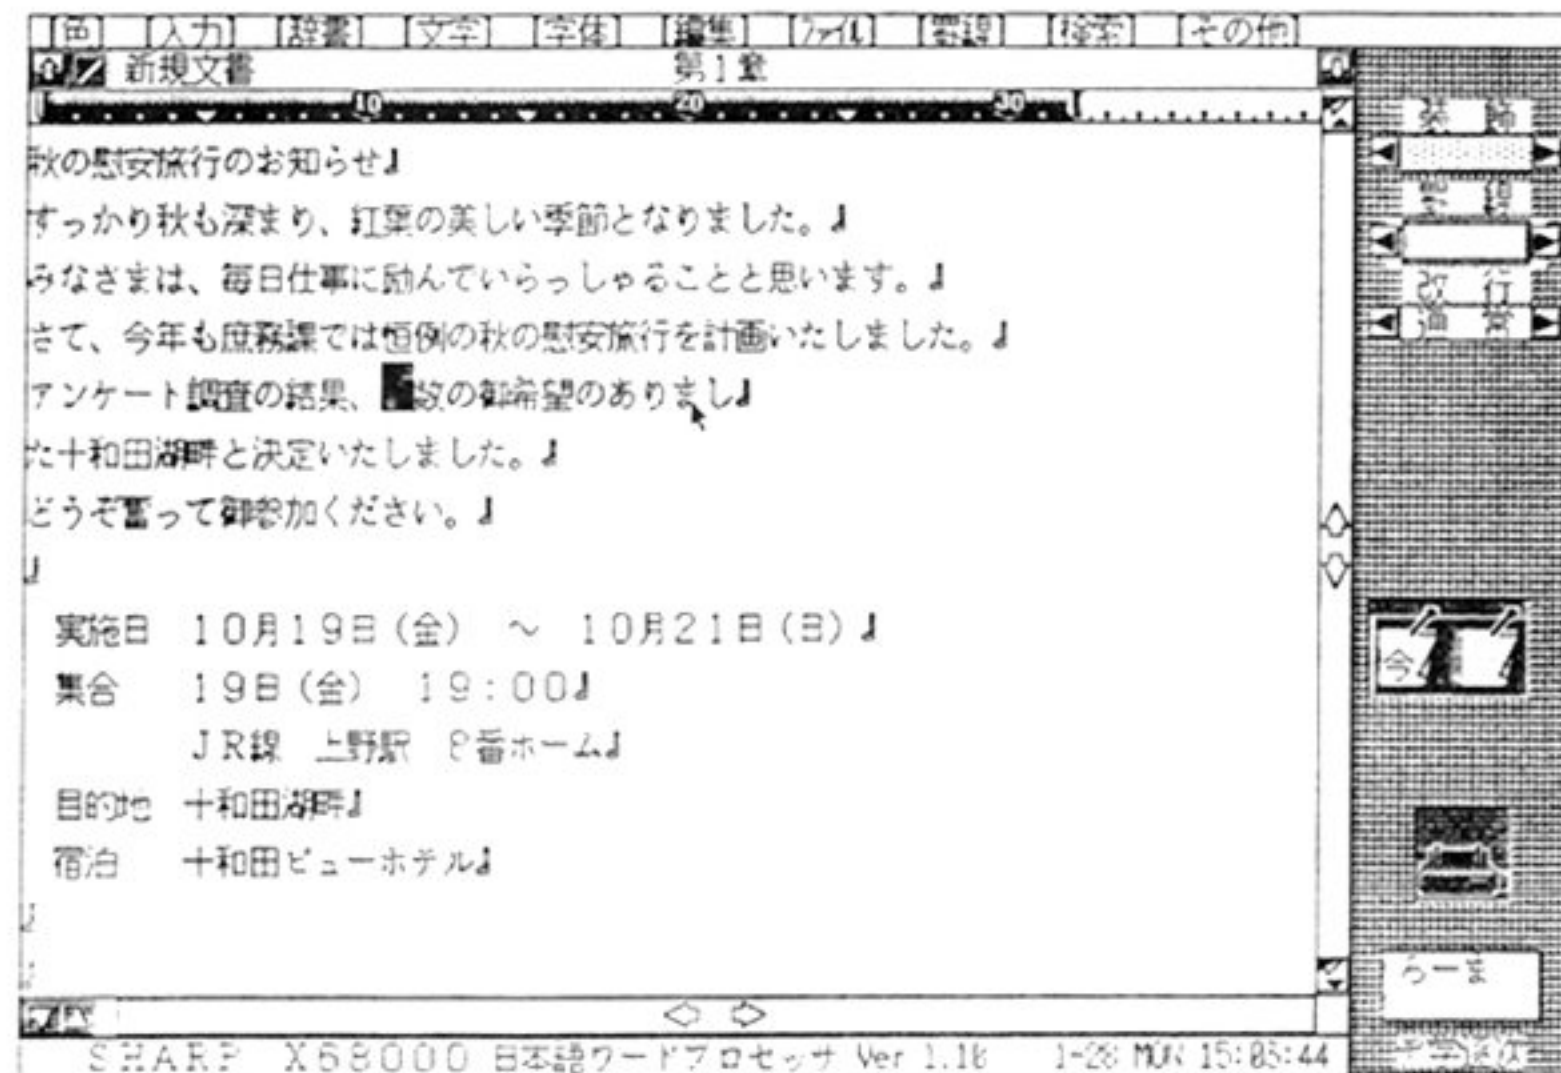 [色] [入力] [辞書] [文字] [字体] [編集] [ファイル] [罫線] [検索] [その他]
新規文書 第1章
10 20 30
秋の慰安旅行のお知らせ
すっかり秋も深まり、紅葉の美しい季節となりました。
みなさまは、毎日仕事に励んでいらっしゃることと思います。
さて、今年も庶務課では恒例の秋の慰安旅行を計画いたしました。
アンケート調査の結果、数の御希望のありまし
た十和田湖畔と決定いたしました。
どうぞ奮って御参加ください。
実施日 10月19日(金) ～ 10月21日(日)
集合 19日(金) 19:00
JR線 上野駅 8番ホーム
目的地 十和田湖畔
宿泊 十和田ビューホテル
SHARP X68000 日本語ワードプロセッサ Ver 1.10 1-28 MON 15:05:44
装飾
改行
今
ろーま